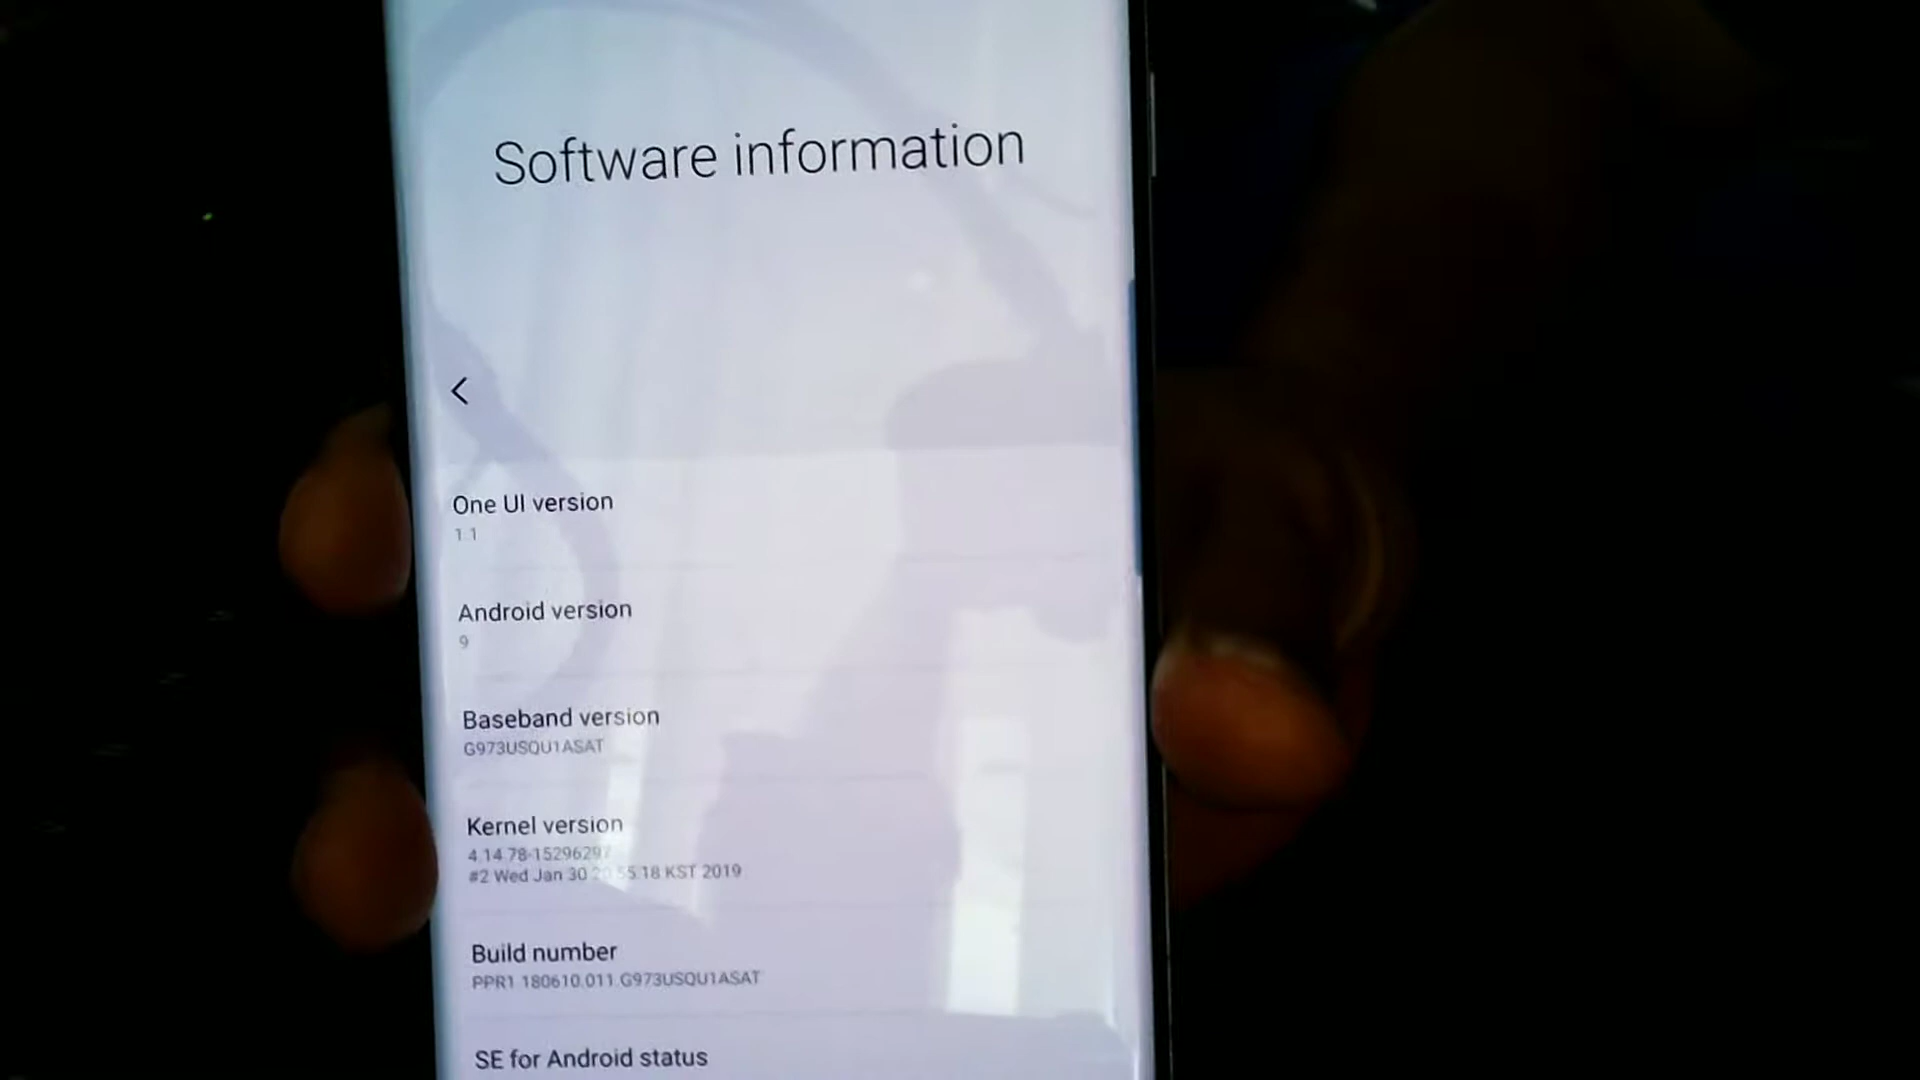 Software information
One UI version
1.1
Android version
9
Baseband version
G973USQU1ASAT
Kernel version
4.14.78-15296297
#2 Wed Jan 30 55:18 KST 2019
Build number
PPR1.180610.011.G973USQU1ASAT
SE for Android status